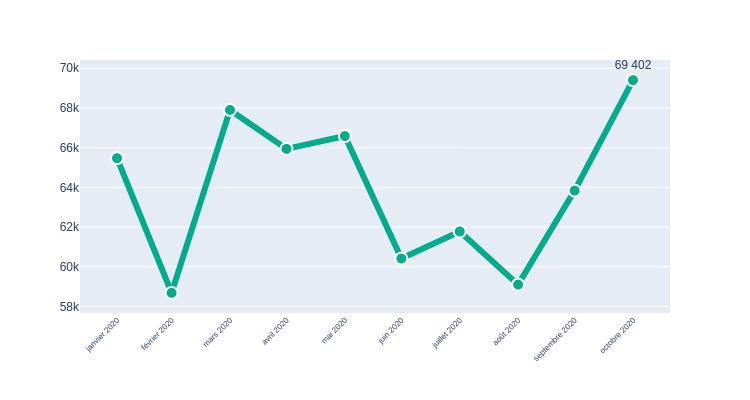 69 402
70k
68k
66k
64k
62k
60k
58k
janvier 2020
février 2020
mars 2020
avril 2020
mai 2020
juin 2020
juillet 2020
août 2020
septembre 2020
octobre 2020